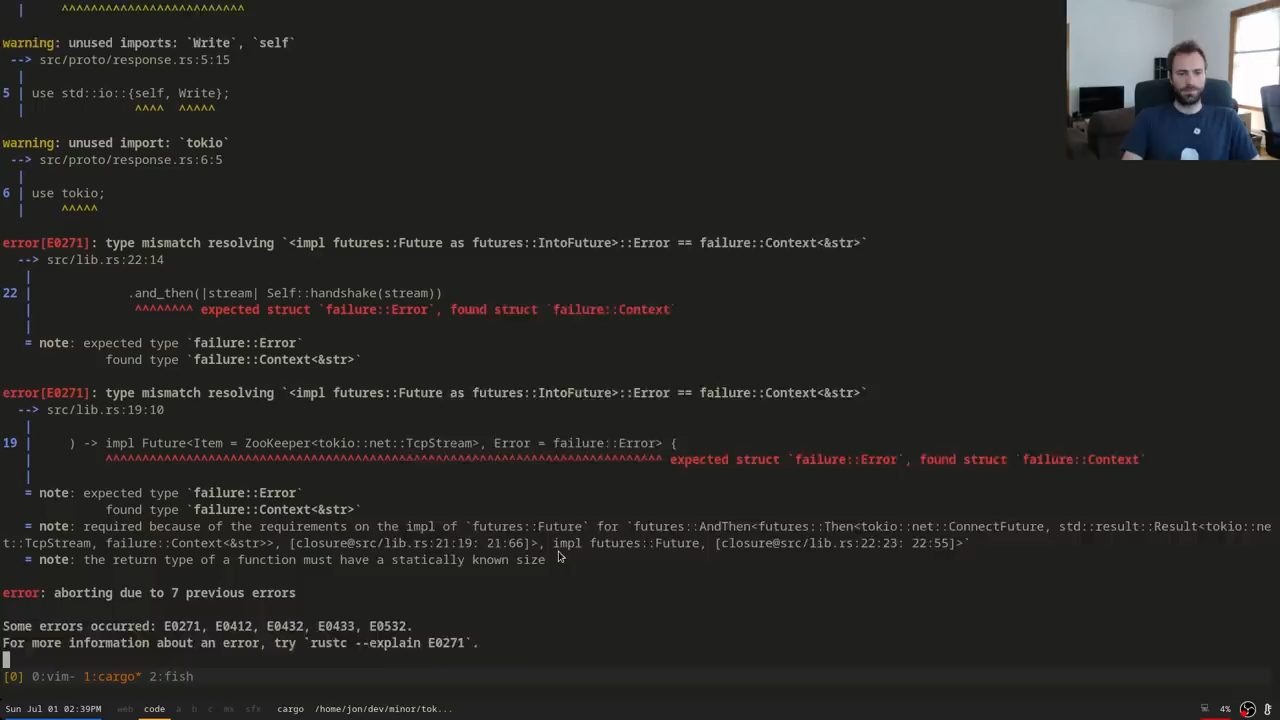 |     ^^^^^^^^^^^^^^^^^^^^^^^^
warning: unused imports: `Write`, `self`
--> src/proto/response.rs:5:15
|
5 | use std::io::{self, Write};
|               ^^^^  ^^^^^
warning: unused import: `tokio`
--> src/proto/response.rs:6:5
|
6 | use tokio;
|     ^^^^^
error[E0271]: type mismatch resolving `<impl futures::Future as futures::IntoFuture>::Error == failure::Context<&str>`
--> src/lib.rs:22:14
|
22 |             .and_then(|stream| Self::handshake(stream))
|              ^^^^^^^^ expected struct `failure::Error`, found struct `failure::Context`
|
= note: expected type `failure::Error`
found type `failure::Context<&str>`
error[E0271]: type mismatch resolving `<impl futures::Future as futures::IntoFuture>::Error == failure::Context<&str>`
--> src/lib.rs:19:10
|
19 |     ) -> impl Future<Item = ZooKeeper<tokio::net::TcpStream>, Error = failure::Error> {
|          ^^^^^^^^^^^^^^^^^^^^^^^^^^^^^^^^^^^^^^^^^^^^^^^^^^^^^^^^^^^^^^^^^^^^^^^^^^^^ expected struct `failure::Error`, found struct `failure::Context`
|
= note: expected type `failure::Error`
found type `failure::Context<&str>`
= note: required because of the requirements on the impl of `futures::Future` for `futures::AndThen<futures::Then<tokio::net::ConnectFuture, std::result::Result<tokio::ne
t::TcpStream, failure::Context<&str>>, [closure@src/lib.rs:21:19: 21:66]>, impl futures::Future, [closure@src/lib.rs:22:23: 22:55]>`
= note: the return type of a function must have a statically known size
error: aborting due to 7 previous errors
Some errors occurred: E0271, E0412, E0432, E0433, E0532.
For more information about an error, try `rustc --explain E0271`.
[0] 0:vim- 1:cargo* 2:fish
Sun Jul 01 02:39PM web code a b c ms sfx cargo /home/jon/dev/minor/tok... 4%